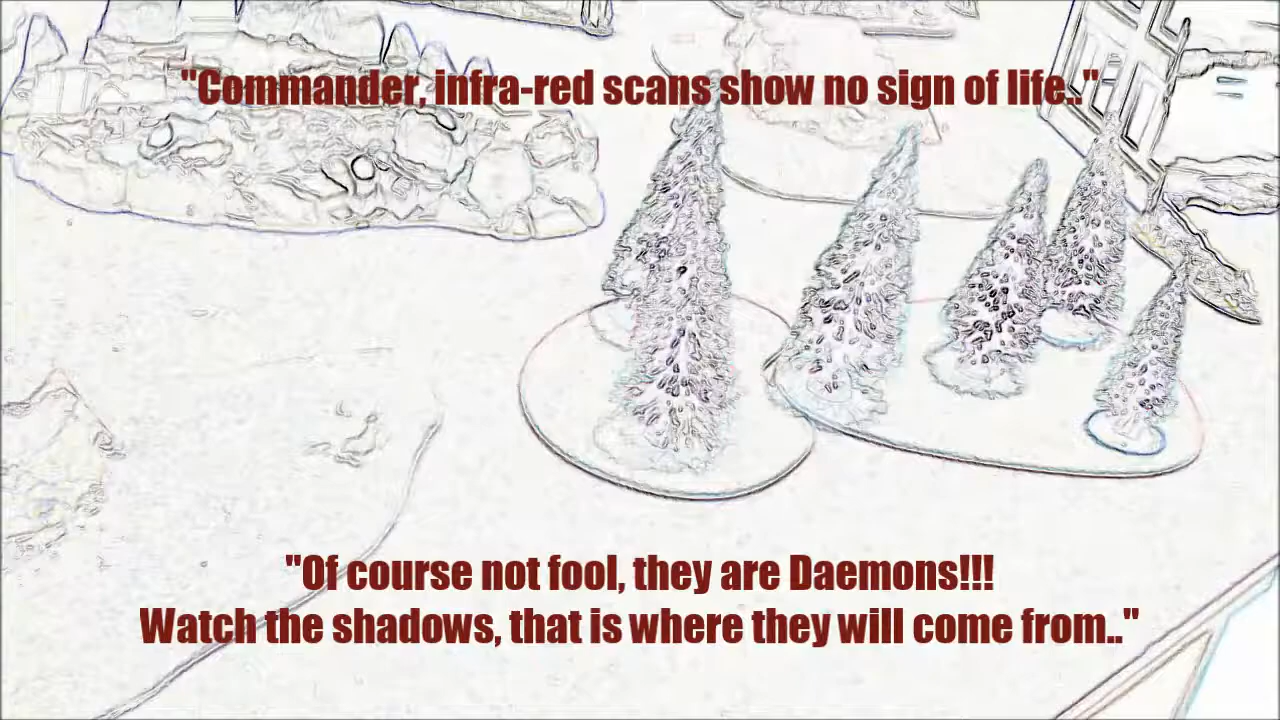 "Commander, infra-red scans show no sign of life.."
"Of course not fool, they are Daemons!!!
Watch the shadows, that is where they will come from.."